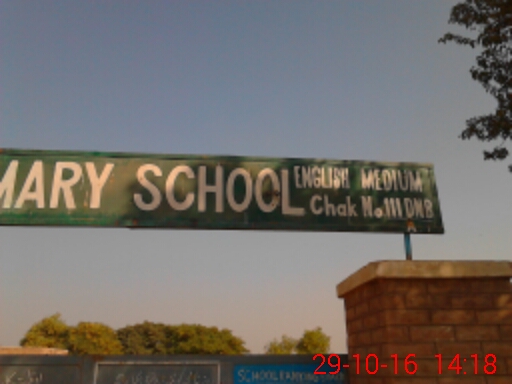 MARY SCHOOL ENGLISH MEDIUM
Chak No.111 DNB
29-10-16 14:18